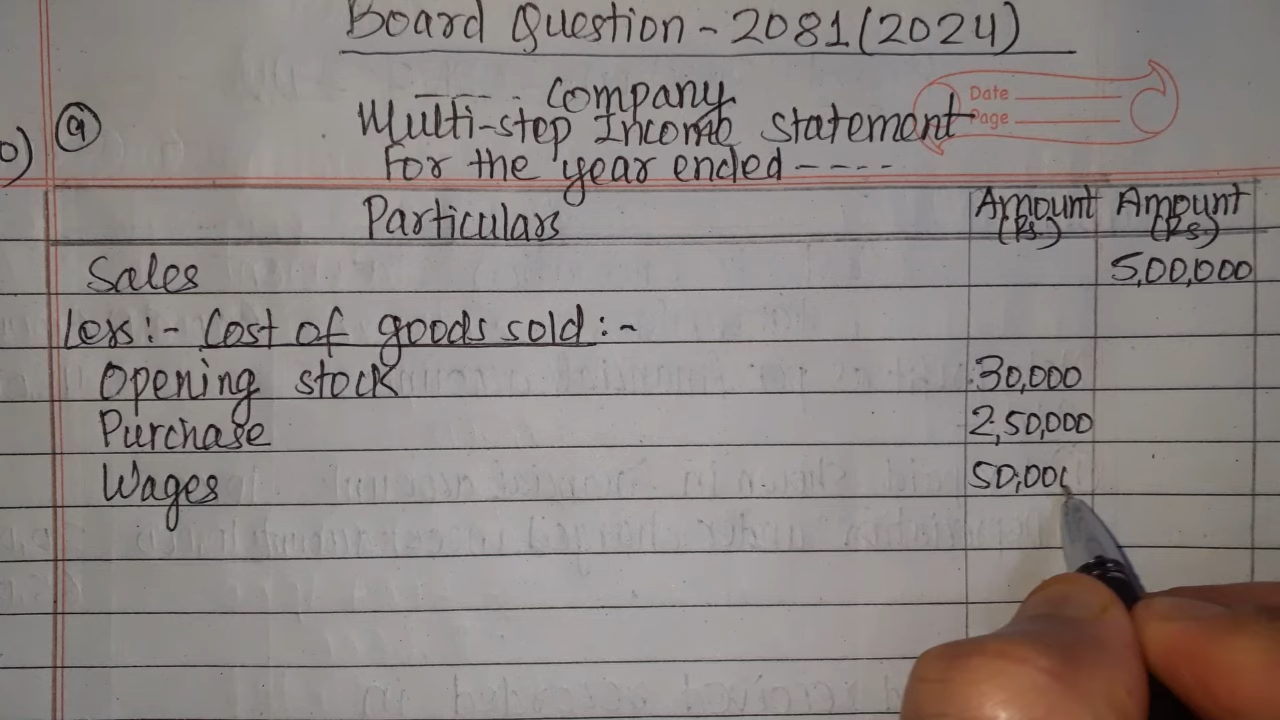 Board Question - 2081(2024)
----- Company
Date
Multi-step Income statement
Page
For the year ended ----
a
Particulars Amount (Rs) Amount (Rs)
Sales 5,00,000
Less:- Cost of goods sold:-
Opening stock 30,000
Purchase 2,50,000
Wages 50,000